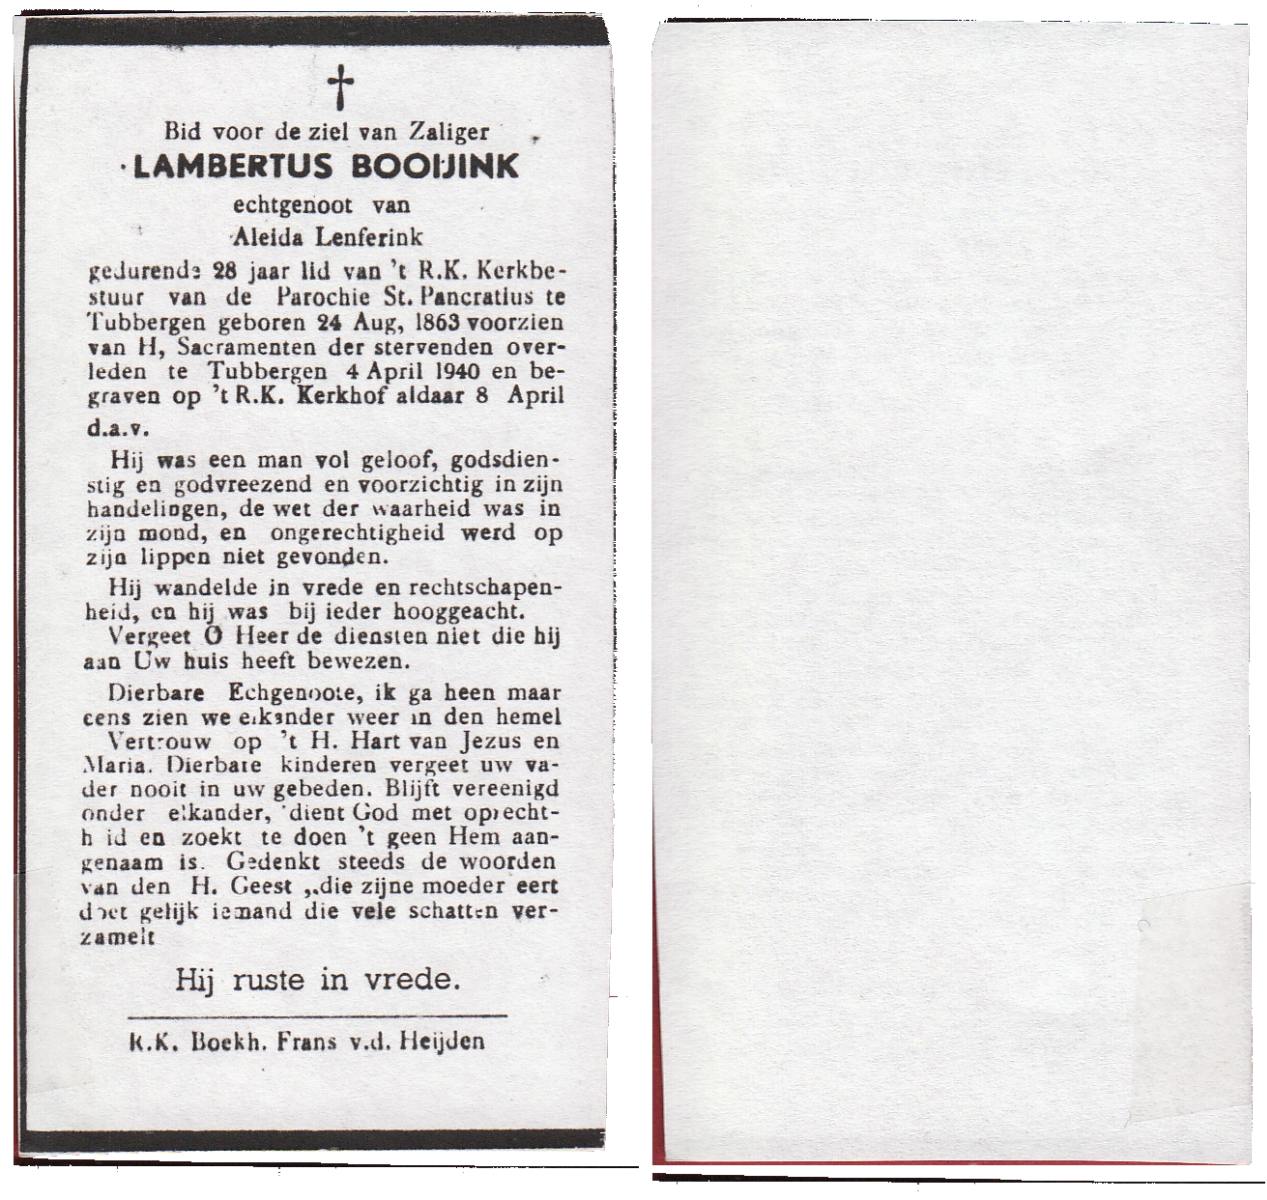 Bid voor de ziel van Zaliger
LAMBERTUS BOOIJINK
echtgenoot van
Aleida Lenferink
gedurende 28 jaar lid van 't R.K. Kerkbe-
stuur van de Parochie St. Pancratius te
Tubbergen geboren 24 Aug, 1863 voorzien
van H, Sacramenten der stervenden over-
leden te Tubbergen 4 April 1940 en be-
graven op 't R.K. Kerkhof aldaar 8 April
d.a.v.
Hij was een man vol geloof, godsdien-
stig en godvreezend en voorzichtig in zijn
handelingen, de wet der waarheid was in
zijn mond, en ongerechtigheid werd op
zijn lippen niet gevonden.
Hij wandelde in vrede en rechtschapen-
heid, en hij was bij ieder hooggeacht.
Vergeet O Heer de diensten niet die hij
aan Uw huis heeft bewezen.
Dierbare Echgenoote, ik ga heen maar
eens zien we elkander weer in den hemel
Vertrouw op 't H. Hart van Jezus en
Maria. Dierbare kinderen vergeet uw va-
der nooit in uw gebeden. Blijft vereenigd
onder elkander, dient God met oprecht-
h id en zoekt te doen 't geen Hem aan-
genaam is. Gedenkt steeds de woorden
van den H. Geest ,,die zijne moeder eert
doet gelijk iemand die vele schatten ver-
zamelt
Hij ruste in vrede.
R.K. Boekh. Frans v.d. Heijden